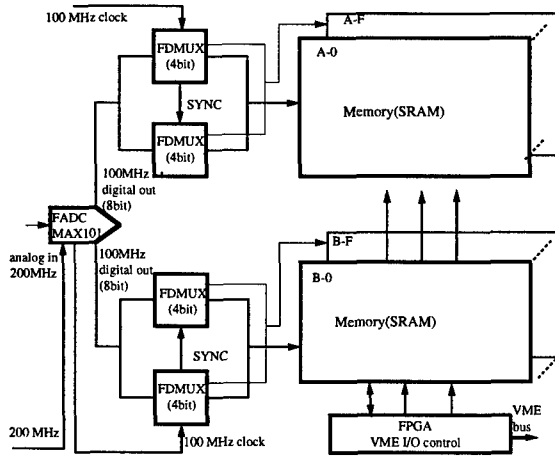 100 MHz clock
FDMUX
(4bit)
SYNC
FDMUX
(4bit)
A-F
A-0
Memory(SRAM)
100MHz
digital out
(8bit)
FADC
MAX101
analog in
200MHz
100MHz
digital out
(8bit)
FDMUX
(4bit)
SYNC
FDMUX
(4bit)
B-F
B-0
Memory(SRAM)
200 MHz
100 MHz clock
FPGA
VME I/O control
VME
bus